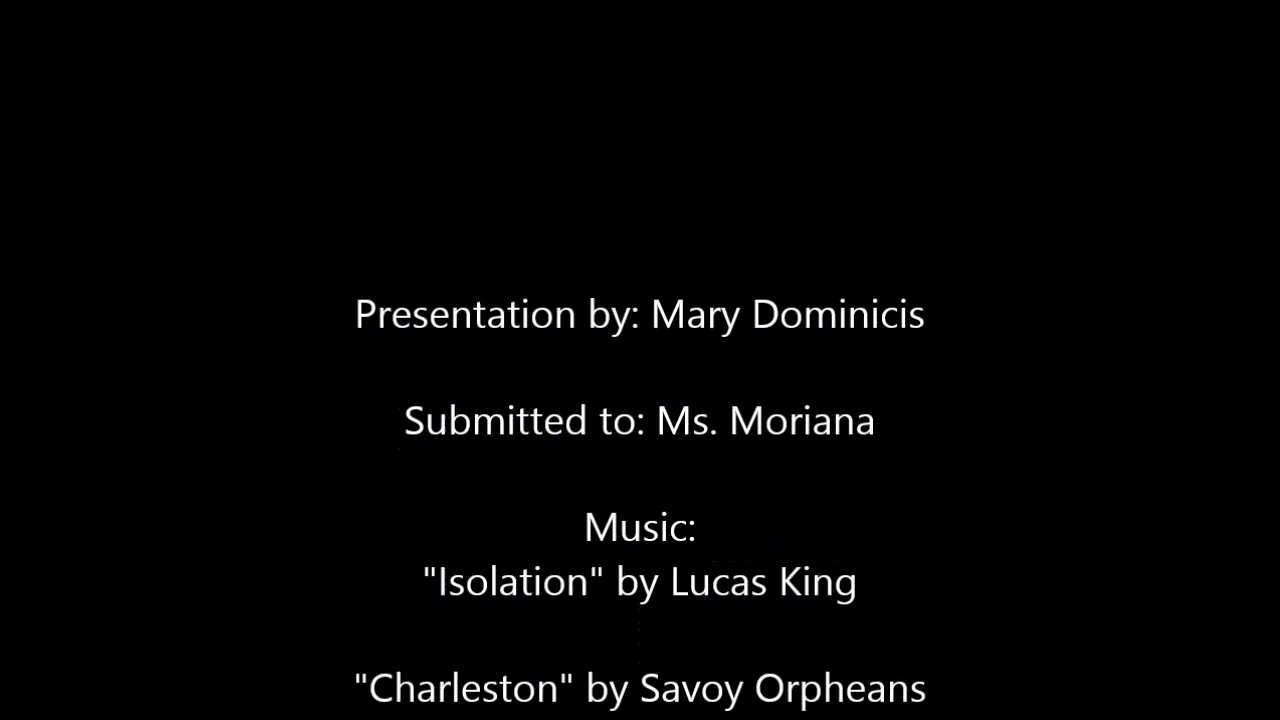 Presentation by: Mary Dominicis
Submitted to: Ms. Moriana
Music:
"Isolation" by Lucas King
"Charleston" by Savoy Orpheans